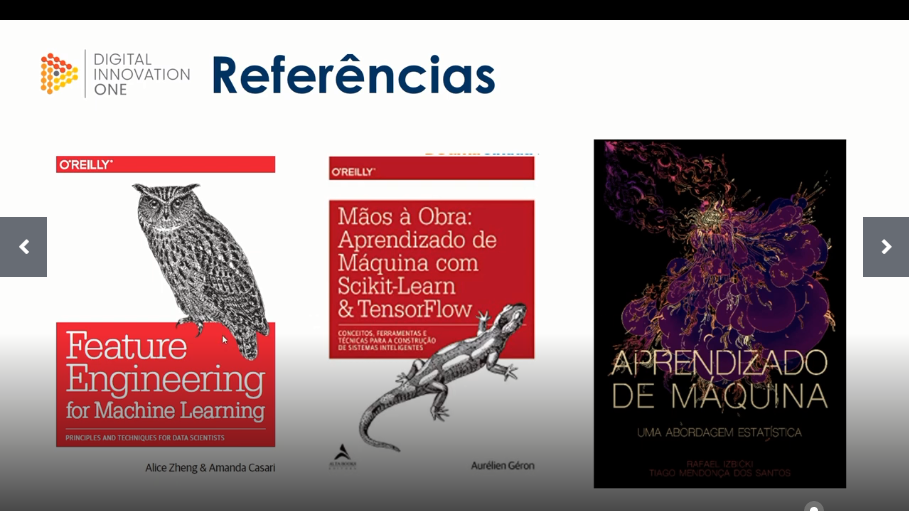 DIGITAL
INNOVATION
ONE
Referências
O'REILLY
Feature
Engineering
for Machine Learning
PRINCIPLES AND TECHNIQUES FOR DATA SCIENTISTS
Alice Zheng & Amanda Casari
O'REILLY
Mãos à Obra:
Aprendizado de
Máquina com
Scikit-Learn
& TensorFlow
CONCEITOS, FERRAMENTAS E
TÉCNICAS PARA A CONSTRUÇÃO
DE SISTEMAS INTELIGENTES
ALTA BOOKS
Aurélien Géron
APRENDIZADO
DE MÁQUINA
UMA ABORDAGEM ESTATÍSTICA
RAFAEL IZBICKI
TIAGO MENDONÇA DOS SANTOS